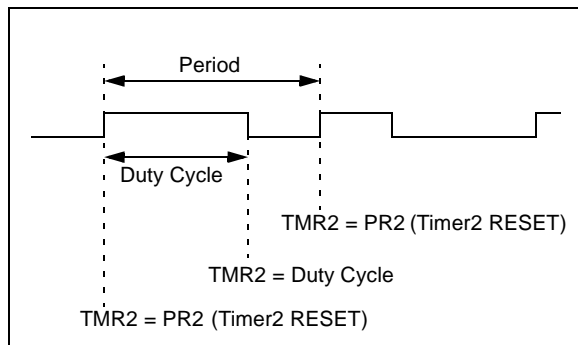 Period
Duty Cycle
TMR2 = PR2 (Timer2 RESET)
TMR2 = Duty Cycle
TMR2 = PR2 (Timer2 RESET)